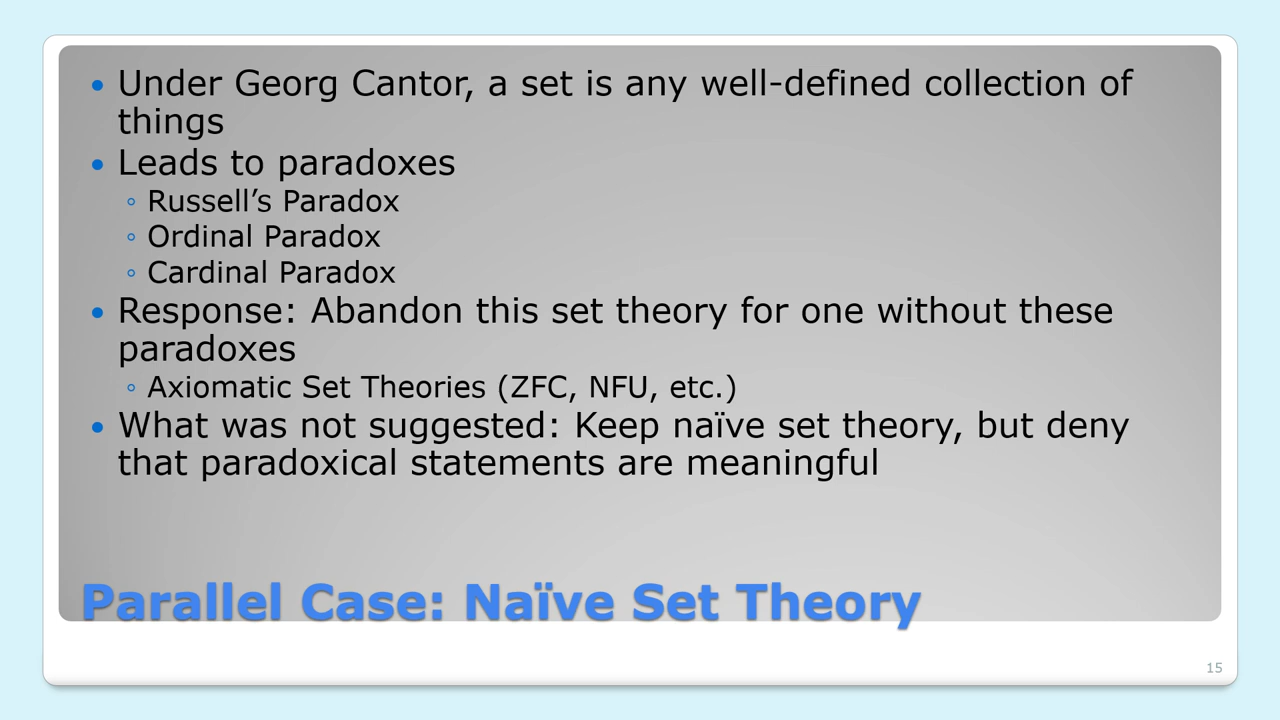 • Under Georg Cantor, a set is any well-defined collection of
things
• Leads to paradoxes
◦ Russell’s Paradox
◦ Ordinal Paradox
◦ Cardinal Paradox
• Response: Abandon this set theory for one without these
paradoxes
◦ Axiomatic Set Theories (ZFC, NFU, etc.)
• What was not suggested: Keep naïve set theory, but deny
that paradoxical statements are meaningful
Parallel Case: Naïve Set Theory
15